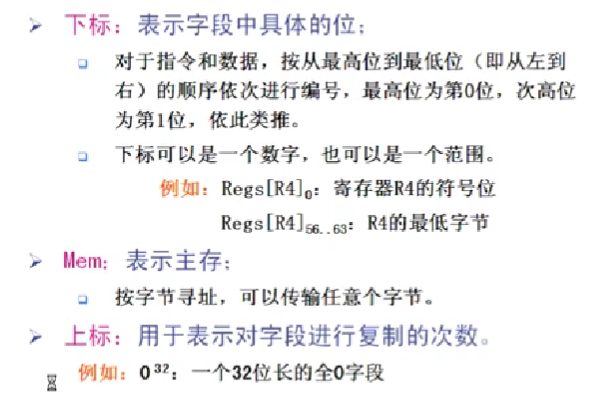 ➢ 下标：表示字段中具体的位；
□ 对于指令和数据，按从最高位到最低位（即从左到
右）的顺序依次进行编号，最高位为第0位，次高位
为第1位，依此类推。
□ 下标可以是一个数字，也可以是一个范围。
例如：Regs[R4]₀：寄存器R4的符号位
Regs[R4]₅₆..₆₃：R4的最低字节
➢ Mem：表示主存；
□ 按字节寻址，可以传输任意个字节。
➢ 上标：用于表示对字段进行复制的次数。
例如：0³²：一个32位长的全0字段